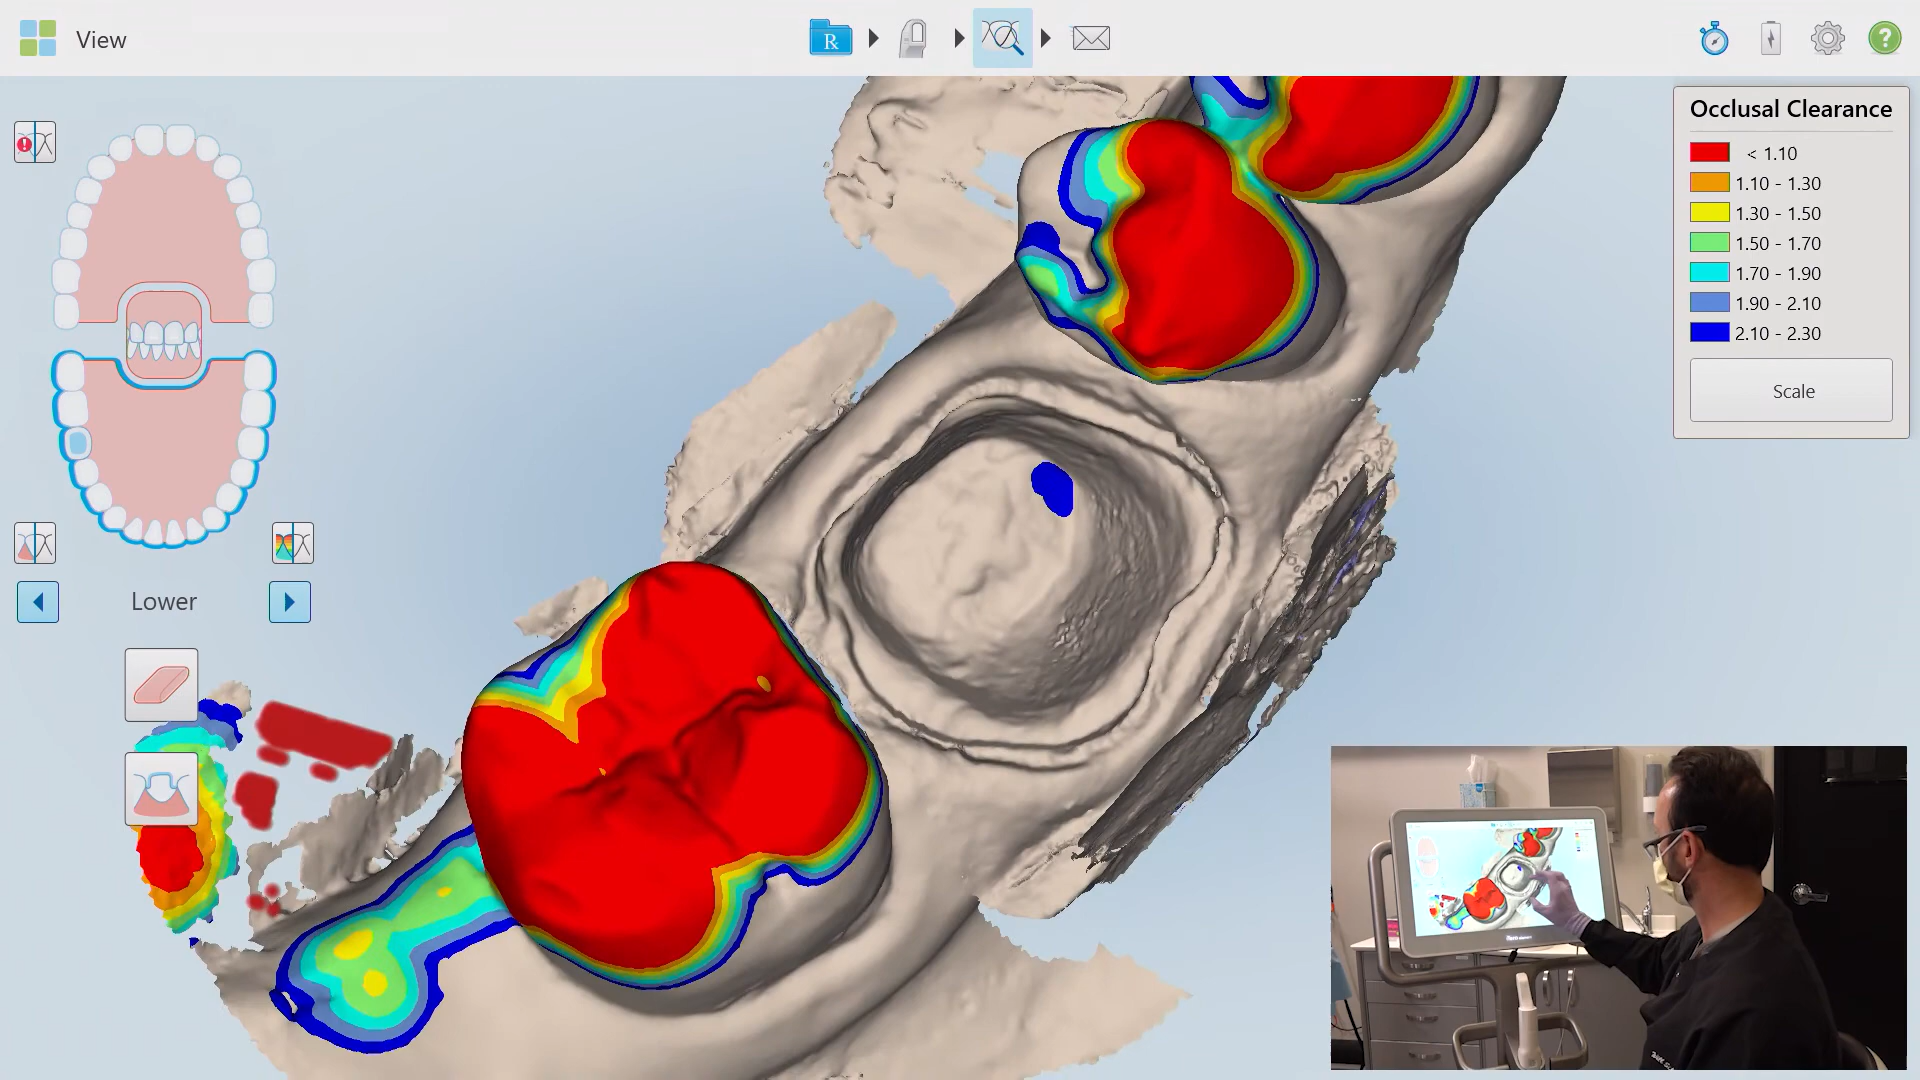 View
R
?
Occlusal Clearance
< 1.10
1.10 - 1.30
1.30 - 1.50
1.50 - 1.70
1.70 - 1.90
1.90 - 2.10
2.10 - 2.30
Scale
!
Lower